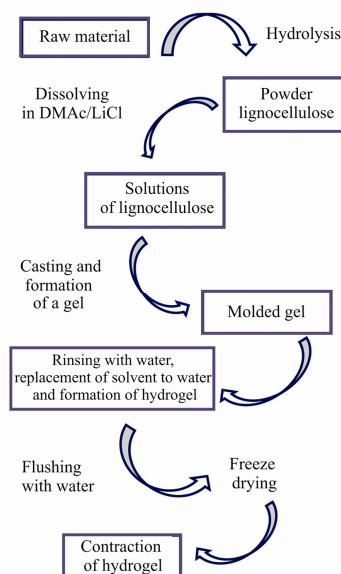 Raw material
Hydrolysis
Dissolving
in DMAc/LiCl
Powder
lignocellulose
Solutions
of lignocellulose
Casting and
formation
of a gel
Molded gel
Rinsing with water,
replacement of solvent to water
and formation of hydrogel
Flushing
with water
Freeze
drying
Contraction
of hydrogel